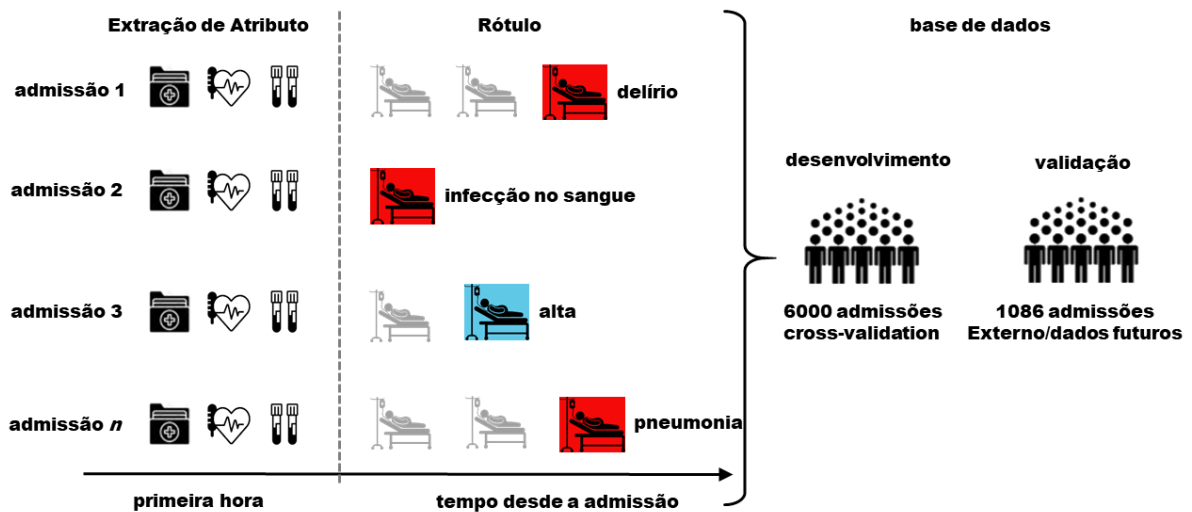 Extração de Atributo
Rótulo
base de dados
admissão 1
delírio
admissão 2
infecção no sangue
admissão 3
alta
admissão n
pneumonia
primeira hora
tempo desde a admissão
desenvolvimento
validação
6000 admissões
cross-validation
1086 admissões
Externo/dados futuros